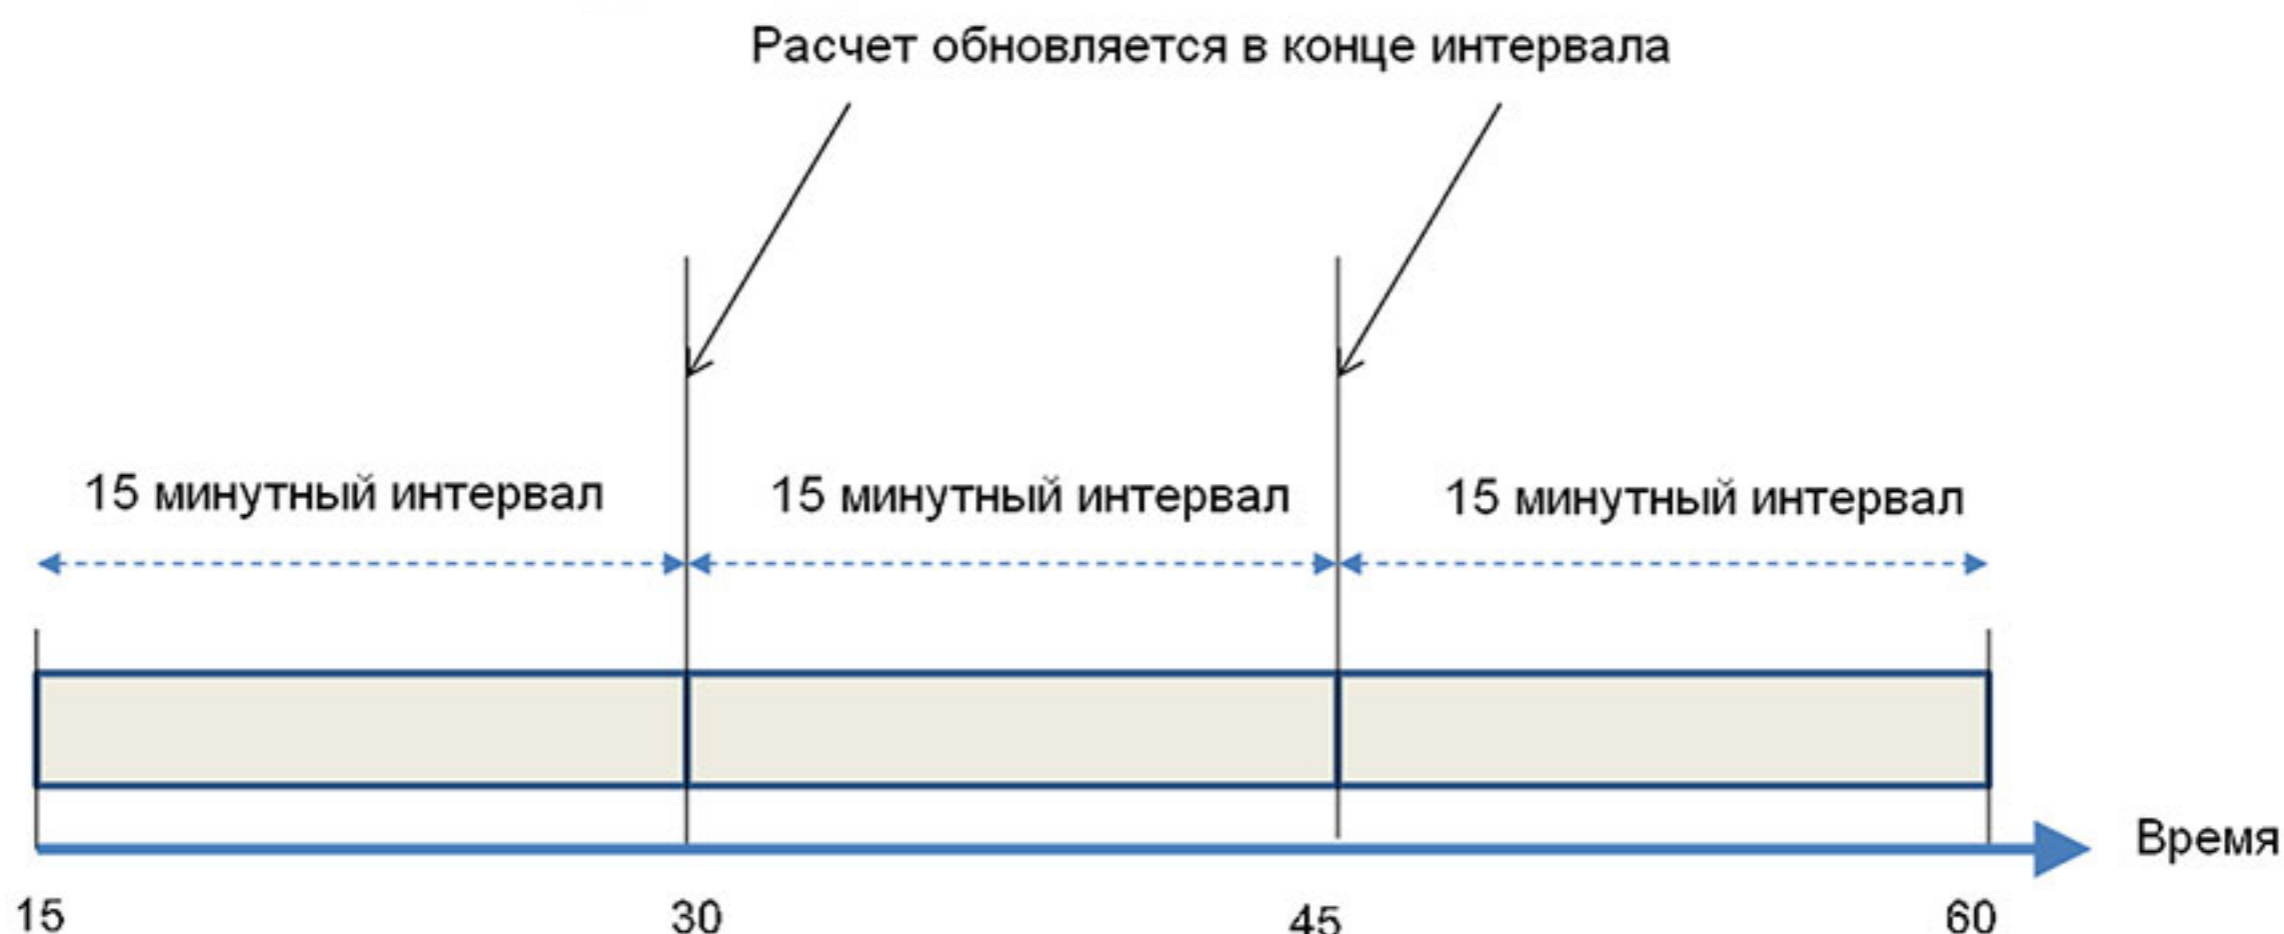 Расчет обновляется в конце интервала
15 минутный интервал
15 минутный интервал
15 минутный интервал
Время
15
30
45
60